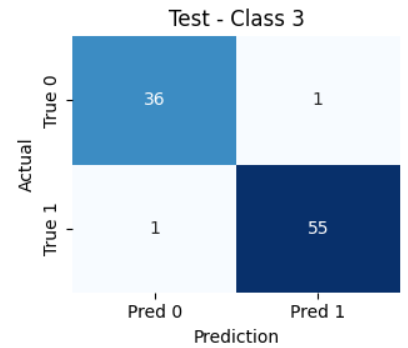 Test - Class 3
True 0
36
1
Actual
True 1
1
55
Pred 0
Pred 1
Prediction